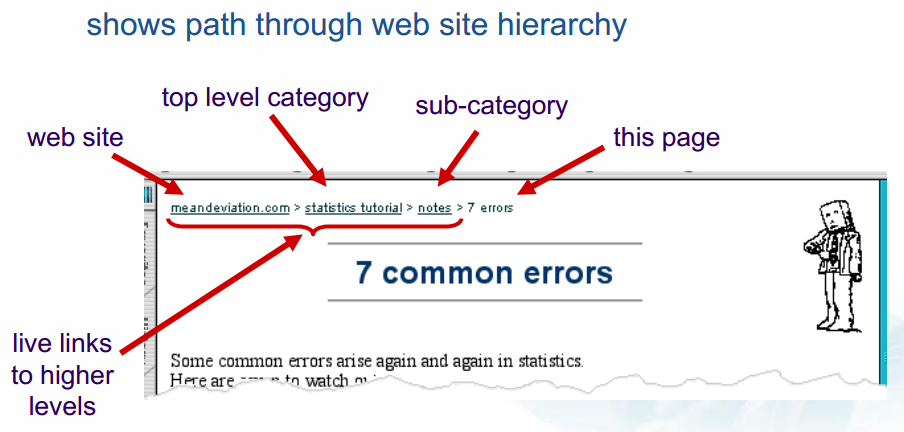 shows path through web site hierarchy
top level category
sub-category
web site
this page
meandeviation.com > statistics tutorial > notes > 7 errors
7 common errors
live links
to higher
levels
Some common errors arise again and again in statistics.
Here are
to watch